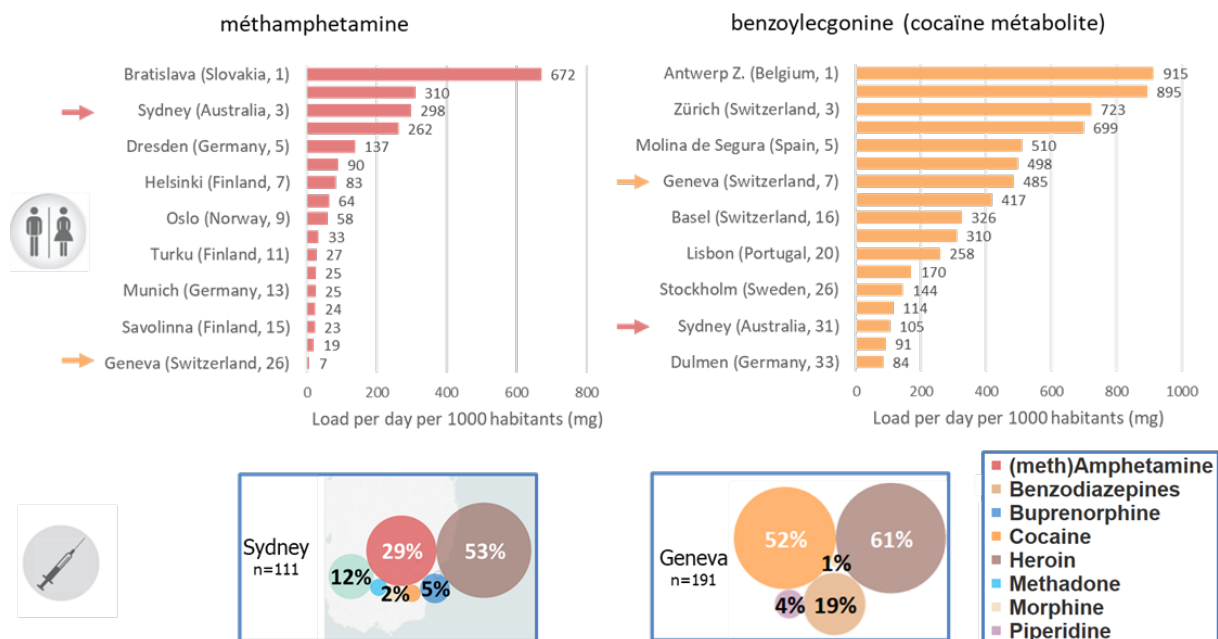 méthamphetamine
Bratislava (Slovakia, 1) 672
310
Sydney (Australia, 3) 298
262
Dresden (Germany, 5) 137
90
Helsinki (Finland, 7) 83
64
Oslo (Norway, 9) 58
33
Turku (Finland, 11) 27
25
Munich (Germany, 13) 25
24
Savolinna (Finland, 15) 23
19
Geneva (Switzerland, 26) 7
0 200 400 600 800
Load per day per 1000 habitants (mg)
benzoylecgonine (cocaïne métabolite)
Antwerp Z. (Belgium, 1) 915
895
Zürich (Switzerland, 3) 723
699
Molina de Segura (Spain, 5) 510
498
Geneva (Switzerland, 7) 485
417
Basel (Switzerland, 16) 326
310
Lisbon (Portugal, 20) 258
170
Stockholm (Sweden, 26) 144
114
Sydney (Australia, 31) 105
91
Dulmen (Germany, 33) 84
0 200 400 600 800 1000
Load per day per 1000 habitants (mg)
Sydney
n=111
29%
53%
12%
2%
5%
Geneva
n=191
52%
61%
1%
4%
19%
(meth)Amphetamine
Benzodiazepines
Buprenorphine
Cocaine
Heroin
Methadone
Morphine
Piperidine